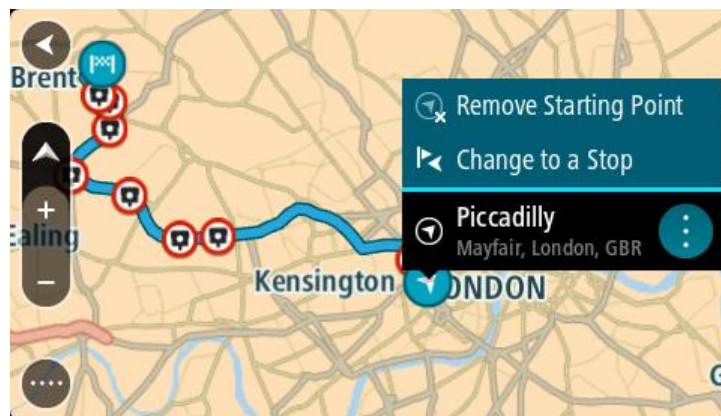 Brent
Remove Starting Point
Change to a Stop
Piccadilly
Mayfair, London, GBR
Ealing
Kensington
LONDON
G